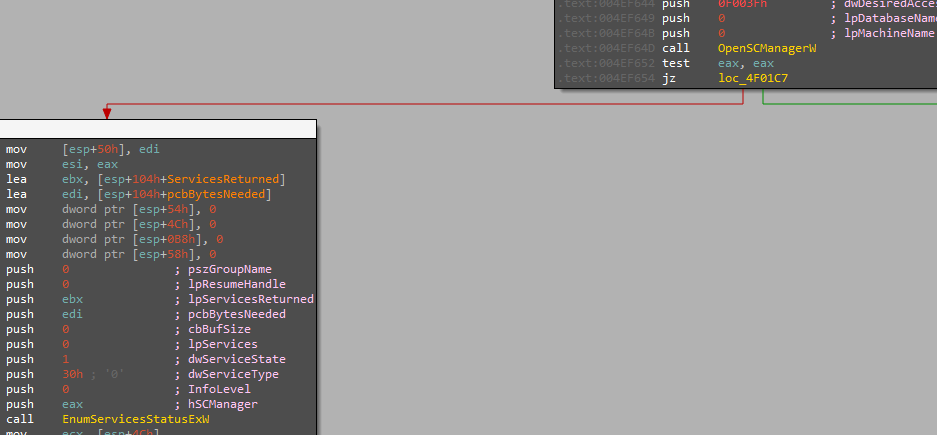 .text:004EF644 push 0F003Fh ; dwDesiredAcces
.text:004EF649 push 0 ; lpDatabaseName
.text:004EF64B push 0 ; lpMachineName
.text:004EF64D call OpenSCManagerW
.text:004EF652 test eax, eax
.text:004EF654 jz loc_4F01C7
mov [esp+50h], edi
mov esi, eax
lea ebx, [esp+104h+ServicesReturned]
lea edi, [esp+104h+pcbBytesNeeded]
mov dword ptr [esp+54h], 0
mov dword ptr [esp+4Ch], 0
mov dword ptr [esp+0B8h], 0
mov dword ptr [esp+58h], 0
push 0 ; pszGroupName
push 0 ; lpResumeHandle
push ebx ; lpServicesReturned
push edi ; pcbBytesNeeded
push 0 ; cbBufSize
push 0 ; lpServices
push 1 ; dwServiceState
push 30h ; '0' ; dwServiceType
push 0 ; InfoLevel
push eax ; hSCManager
call EnumServicesStatusExW
mov ecx, [esp+4Ch]